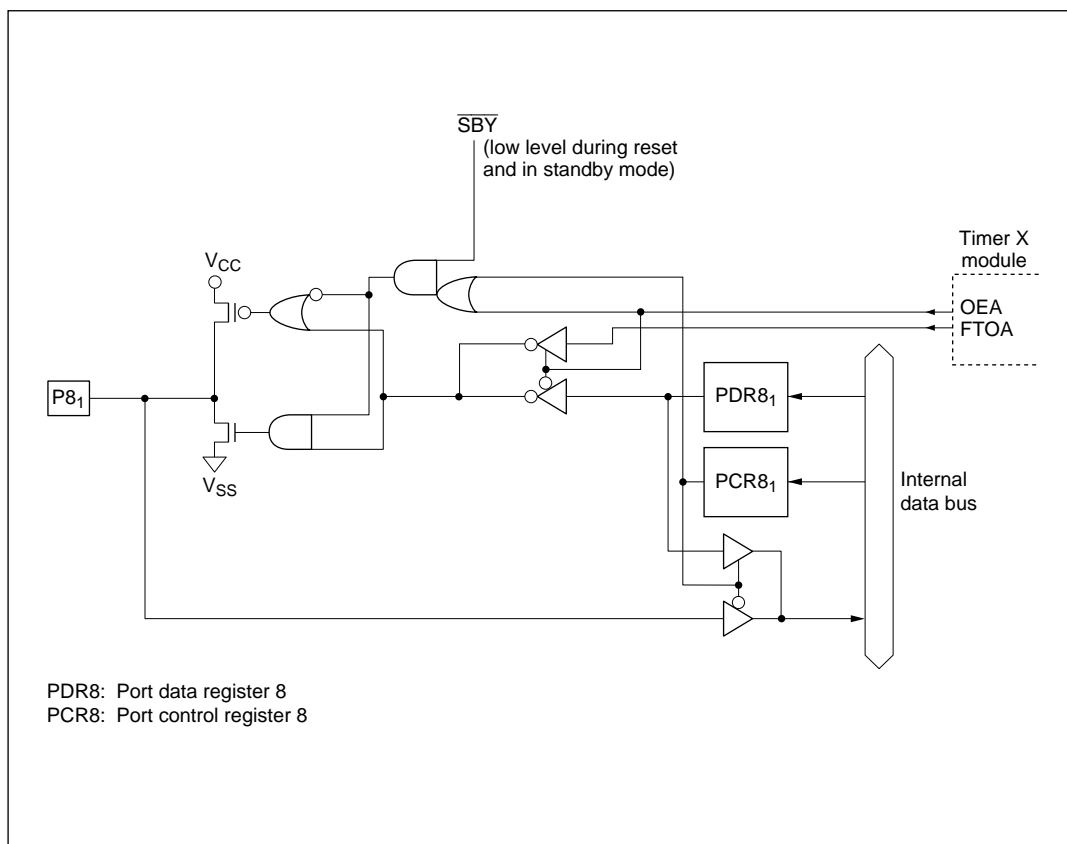 SBY
(low level during reset
and in standby mode)
Timer X
module
VCC
OEA
FTOA
P81
PDR81
PCR81
Internal
data bus
VSS
PDR8: Port data register 8
PCR8: Port control register 8